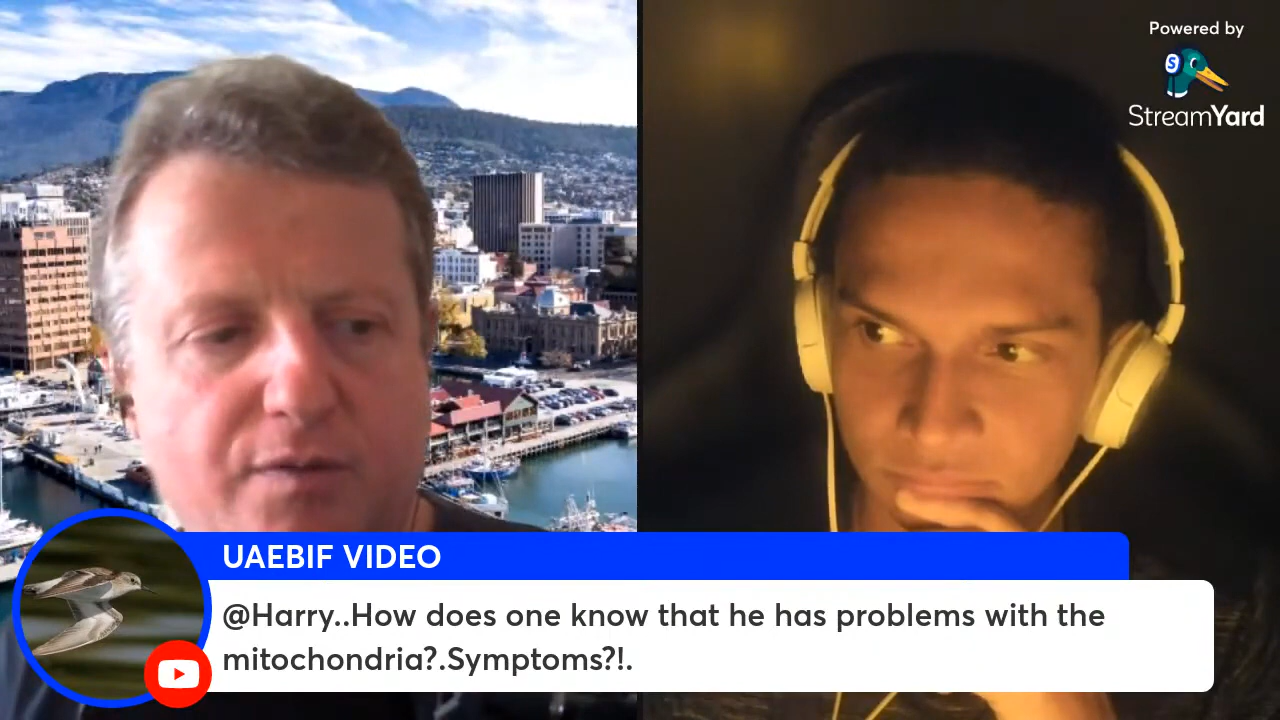 Powered by
S
StreamYard
UAEBIF VIDEO
@Harry..How does one know that he has problems with the
mitochondria?.Symptoms?!.